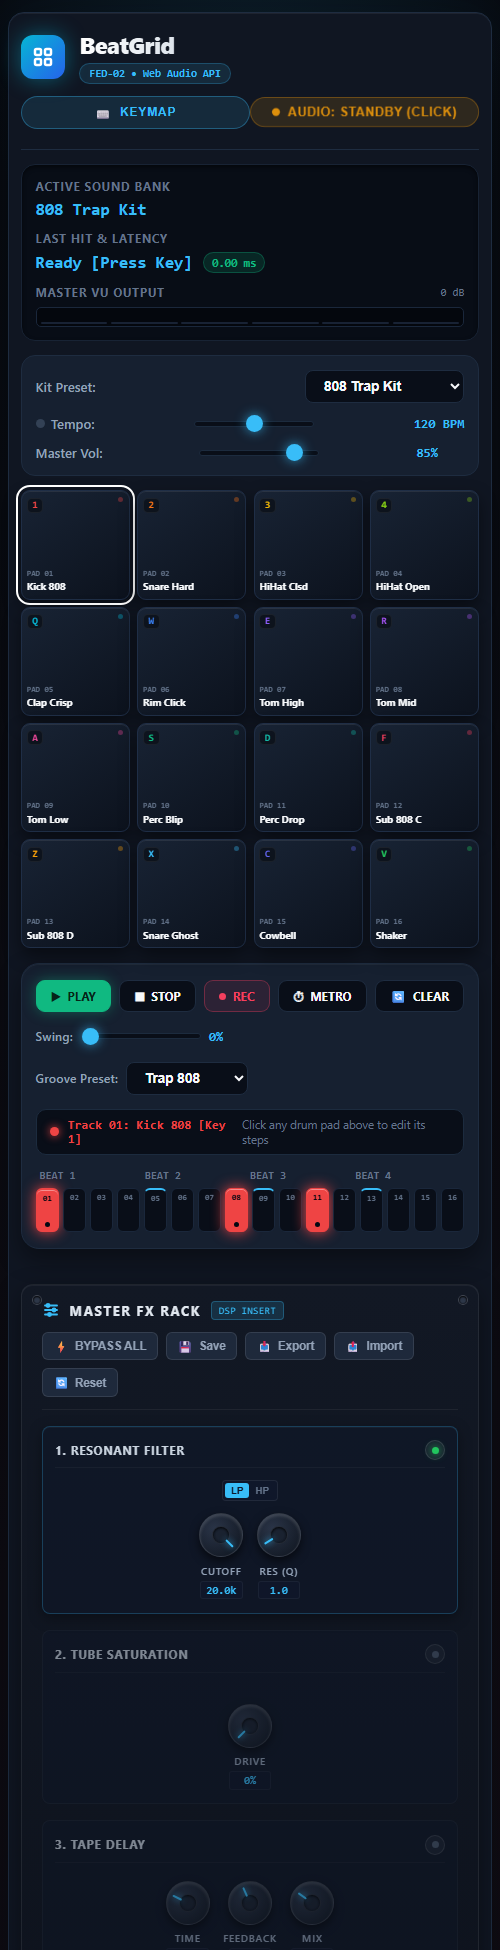 BeatGrid
FED-02 • Web Audio API
KEYMAP
AUDIO: STANDBY (CLICK)
ACTIVE SOUND BANK
808 Trap Kit
LAST HIT & LATENCY
Ready [Press Key]
0.00 ms
MASTER VU OUTPUT
0 dB
Kit Preset:
808 Trap Kit
Tempo:
120 BPM
Master Vol:
85%
1
PAD 01
Kick 808
2
PAD 02
Snare Hard
3
PAD 03
HiHat Clsd
4
PAD 04
HiHat Open
Q
PAD 05
Clap Crisp
W
PAD 06
Rim Click
E
PAD 07
Tom High
R
PAD 08
Tom Mid
A
PAD 09
Tom Low
S
PAD 10
Perc Blip
D
PAD 11
Perc Drop
F
PAD 12
Sub 808 C
Z
PAD 13
Sub 808 D
X
PAD 14
Snare Ghost
C
PAD 15
Cowbell
V
PAD 16
Shaker
▶ PLAY
■ STOP
● REC
⏱ METRO
🔄 CLEAR
Swing:
0%
Groove Preset:
Trap 808
Track 01: Kick 808 [Key
1]
Click any drum pad above to edit its
steps
BEAT 1
BEAT 2
BEAT 3
BEAT 4
01 02 03 04 05 06 07 08 09 10 11 12 13 14 15 16
MASTER FX RACK
DSP INSERT
BYPASS ALL
Save
Export
Import
Reset
1. RESONANT FILTER
LP
HP
CUTOFF
RES (Q)
20.0k
1.0
2. TUBE SATURATION
DRIVE
0%
3. TAPE DELAY
TIME
FEEDBACK
MIX